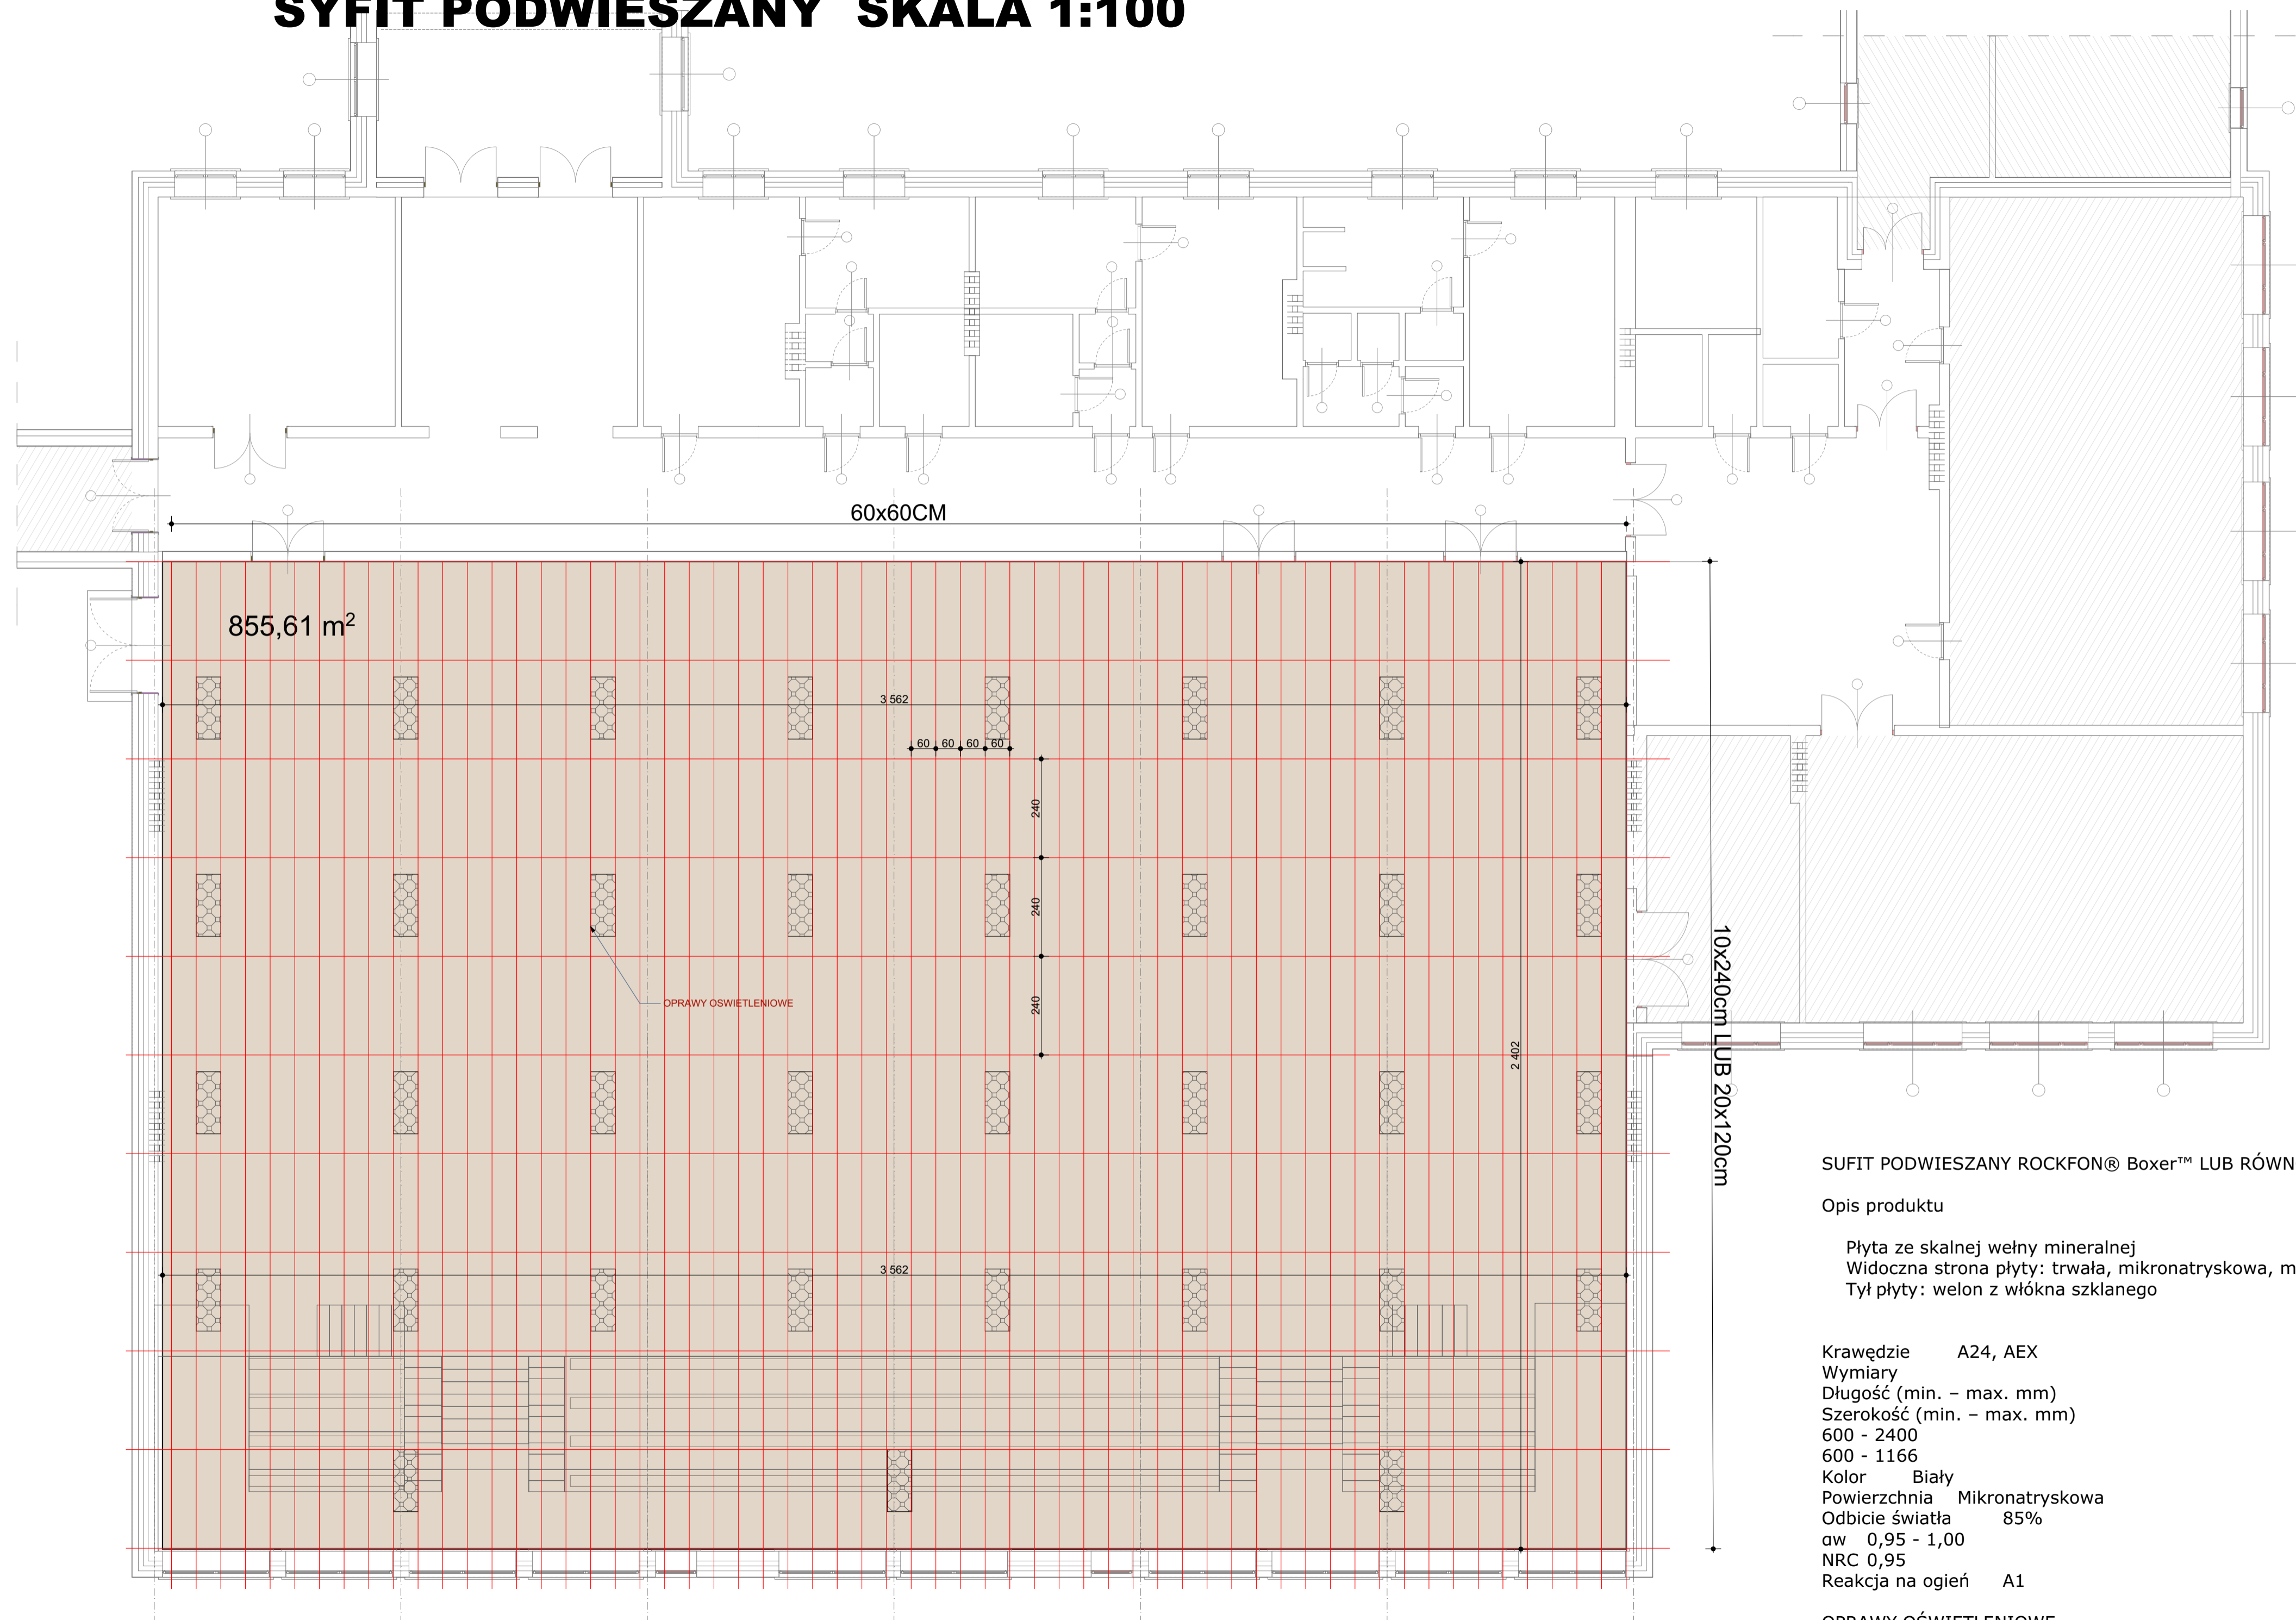 SYFIT PODWIESZANY SKALA 1:100
60x60CM
855,61 m²
3 562
60 60 60 60
240
240
240
OPRAWY OSWIETLENIOWE
2 402
10x240cm LUB 20x120cm
3 562
SUFIT PODWIESZANY ROCKFON® Boxer™ LUB RÓWN
Opis produktu
Płyta ze skalnej wełny mineralnej
Widoczna strona płyty: trwała, mikronatryskowa, m
Tył płyty: welon z włókna szklanego
Krawędzie A24, AEX
Wymiary
Długość (min. – max. mm)
Szerokość (min. – max. mm)
600 - 2400
600 - 1166
Kolor Biały
Powierzchnia Mikronatryskowa
Odbicie światła 85%
αw 0,95 - 1,00
NRC 0,95
Reakcja na ogień A1
OPRAWY OŚWIETLENIOWE